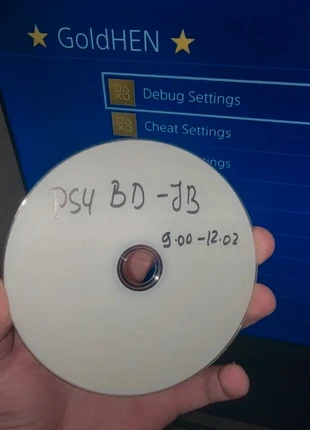 ★ GoldHEN ★
Debug Settings
Cheat Settings
PS4 BD-JB
9.00-12.02